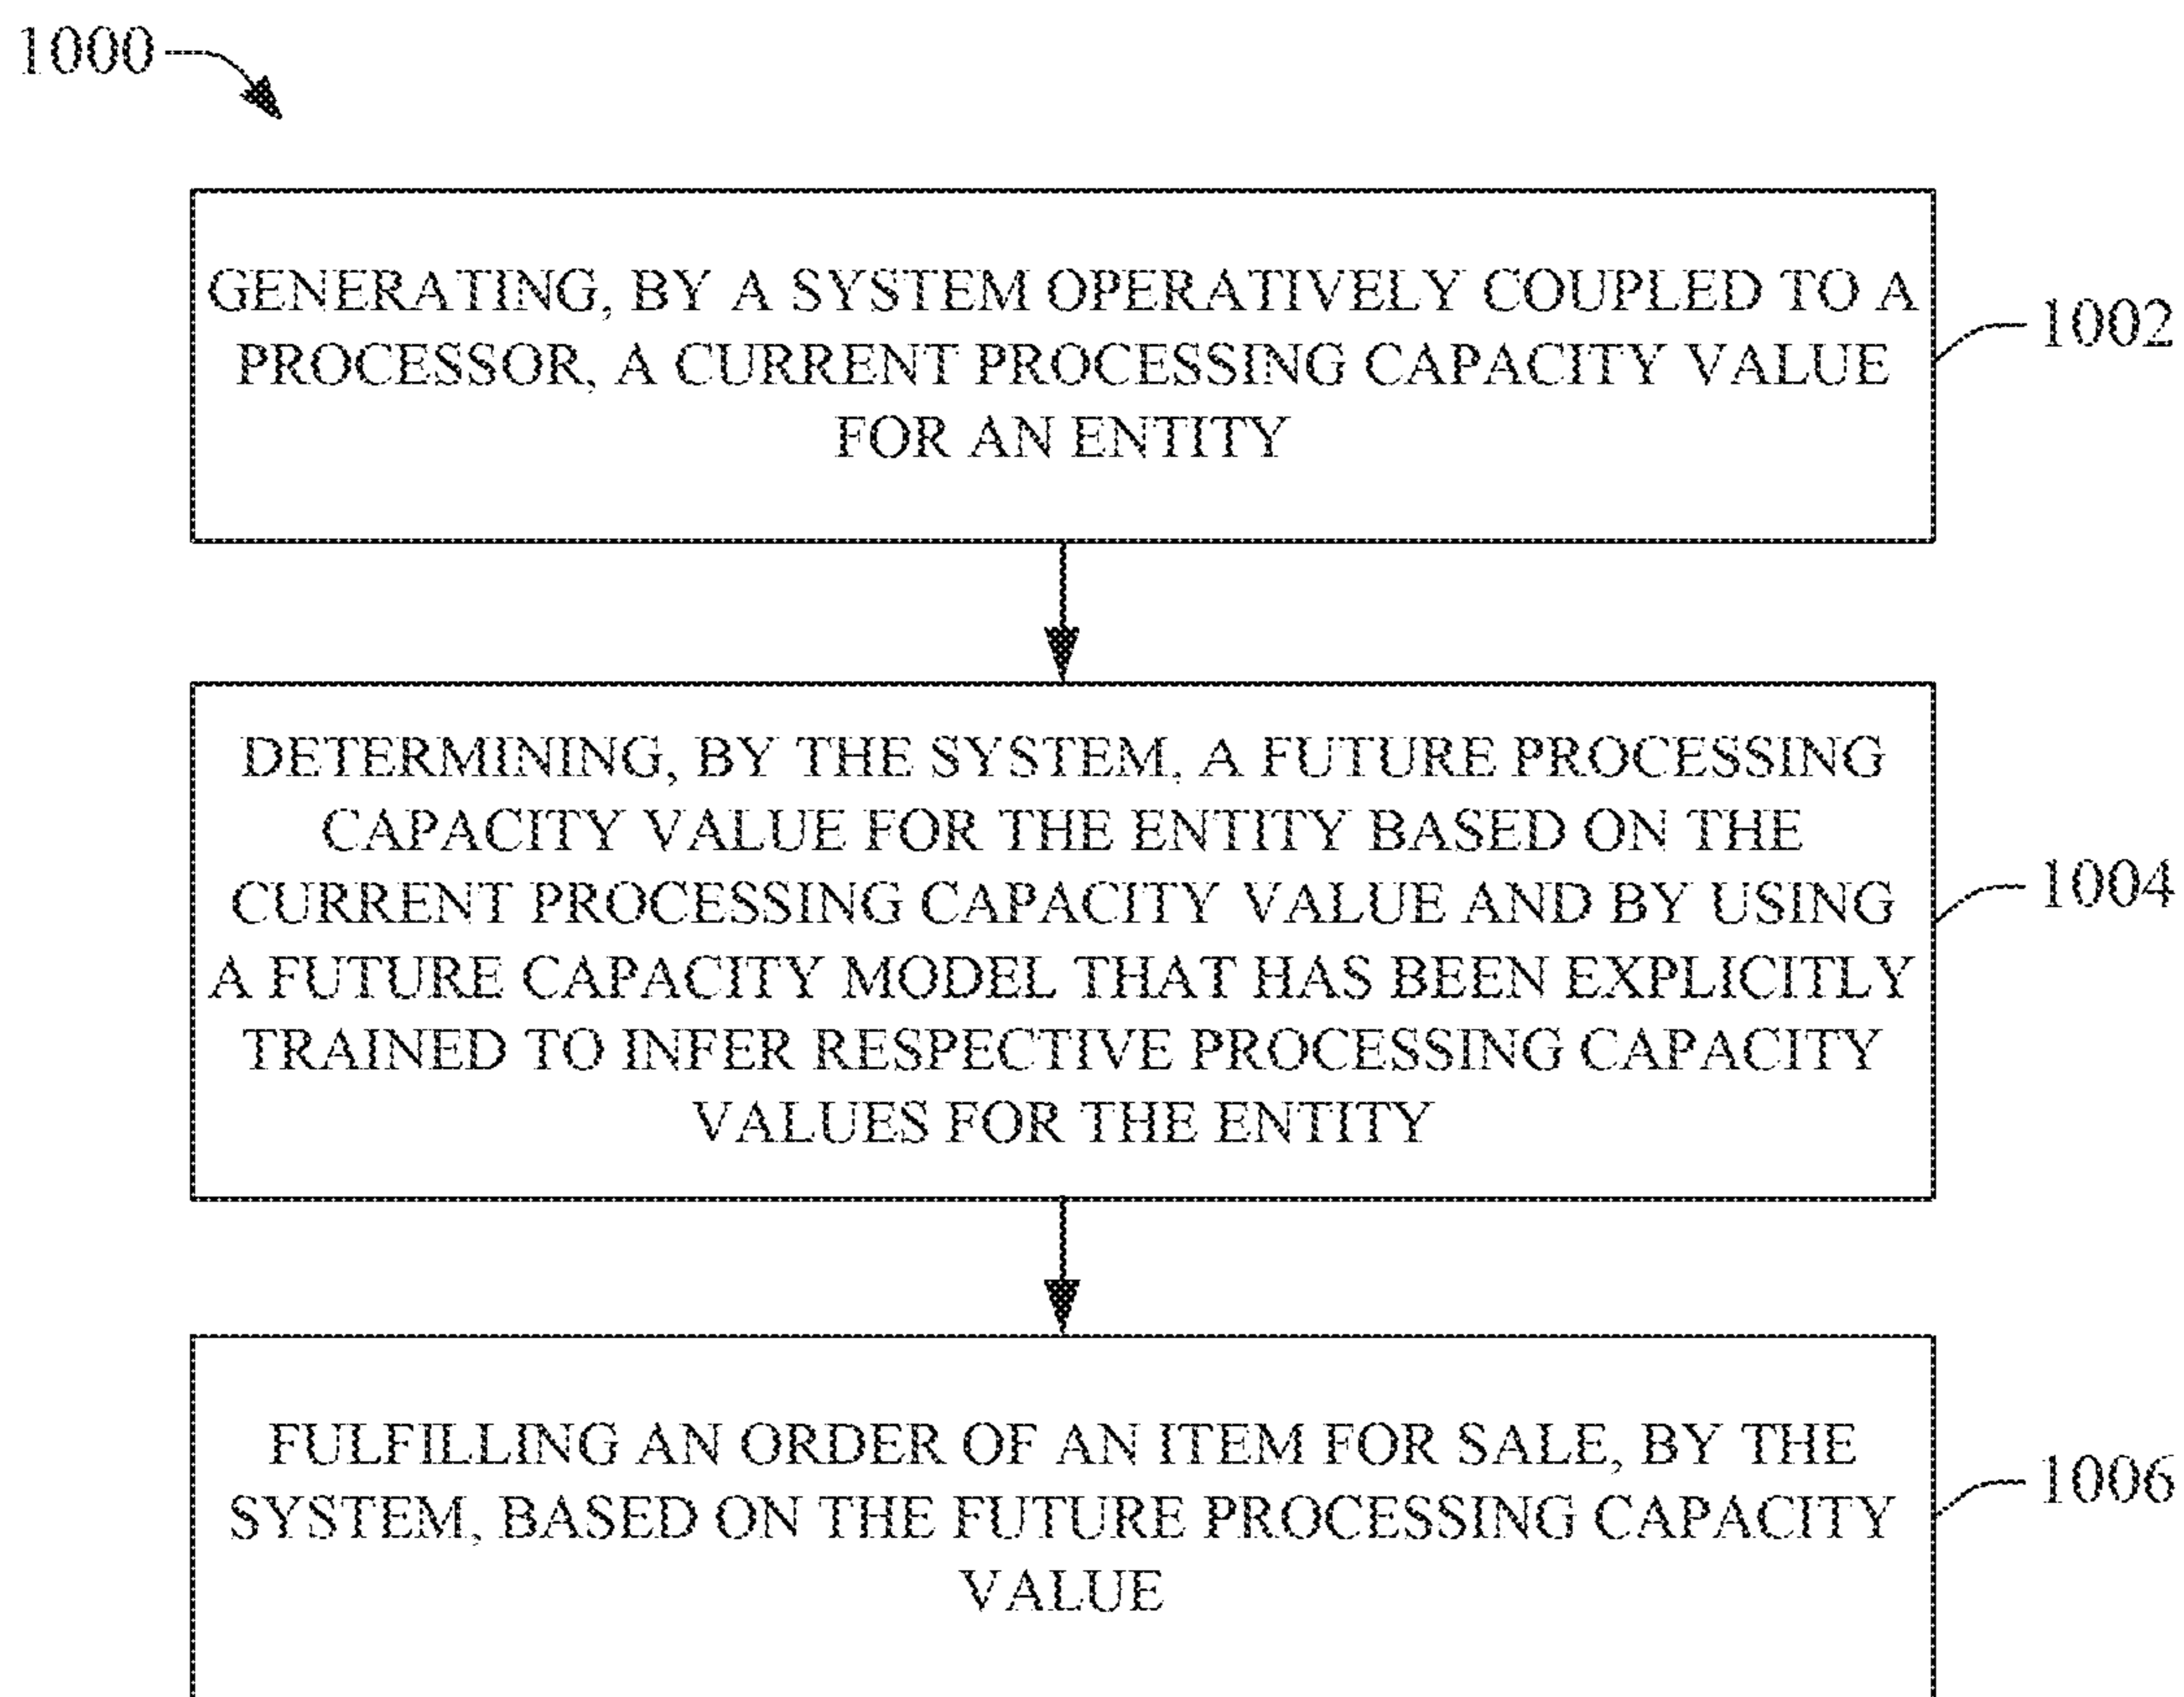 1000
GENERATING, BY A SYSTEM OPERATIVELY COUPLED TO A
PROCESSOR, A CURRENT PROCESSING CAPACITY VALUE
FOR AN ENTITY
1002
DETERMINING, BY THE SYSTEM, A FUTURE PROCESSING
CAPACITY VALUE FOR THE ENTITY BASED ON THE
CURRENT PROCESSING CAPACITY VALUE AND BY USING
A FUTURE CAPACITY MODEL THAT HAS BEEN EXPLICITLY
TRAINED TO INFER RESPECTIVE PROCESSING CAPACITY
VALUES FOR THE ENTITY
1004
FULFILLING AN ORDER OF AN ITEM FOR SALE, BY THE
SYSTEM, BASED ON THE FUTURE PROCESSING CAPACITY
VALUE
1006